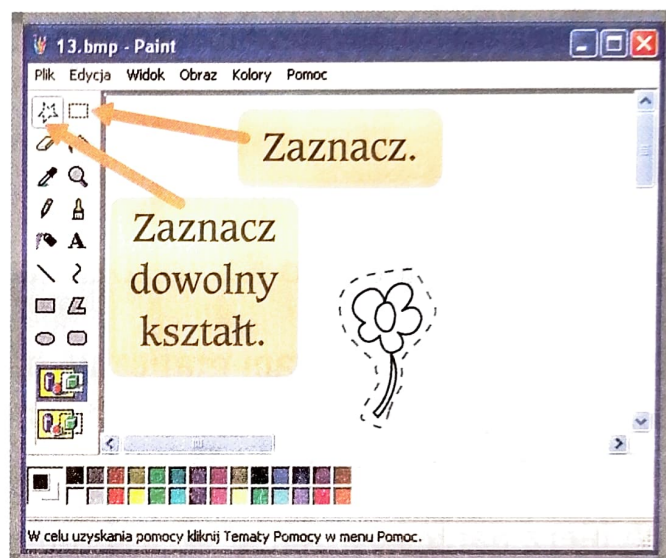 13.bmp - Paint
Plik Edycja Widok Obraz Kolory Pomoc
Zaznacz.
Zaznacz
dowolny
kształt.
A
W celu uzyskania pomocy kliknij Tematy Pomocy w menu Pomoc.